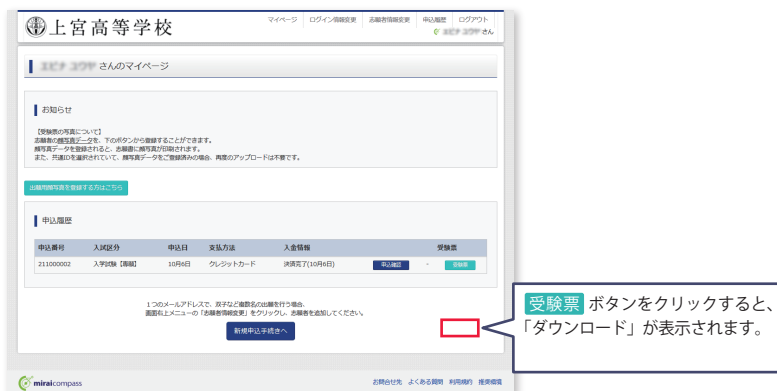 上宮高等学校
マイページ ログイン情報変更 志願者情報変更 申込履歴 ログアウト
さん
さんのマイページ
お知らせ
【受験票の写真について】
志願者の顔写真データを、下のボタンから登録することができます。
顔写真データを登録されると、志願書に顔写真が印刷されます。
また、共通IDを選択されていて、顔写真データをご登録済みの場合、再度のアップロードは不要です。
出願用顔写真を登録する方はこちら
申込履歴
申込番号 入試区分 申込日 支払方法 入金情報 受験票
211000002 入学試験【専願】 10月6日 クレジットカード 決済完了(10月6日) 申込確認 - 受験票
1つのメールアドレスで、双子など複数名の出願を行う場合、
画面右上メニューの「志願者情報変更」をクリックし、志願者を追加してください。
新規申込手続きへ
受験票 ボタンをクリックすると、
「ダウンロード」が表示されます。
miraicompass
お問合せ先 よくある質問 利用規約 推奨環境